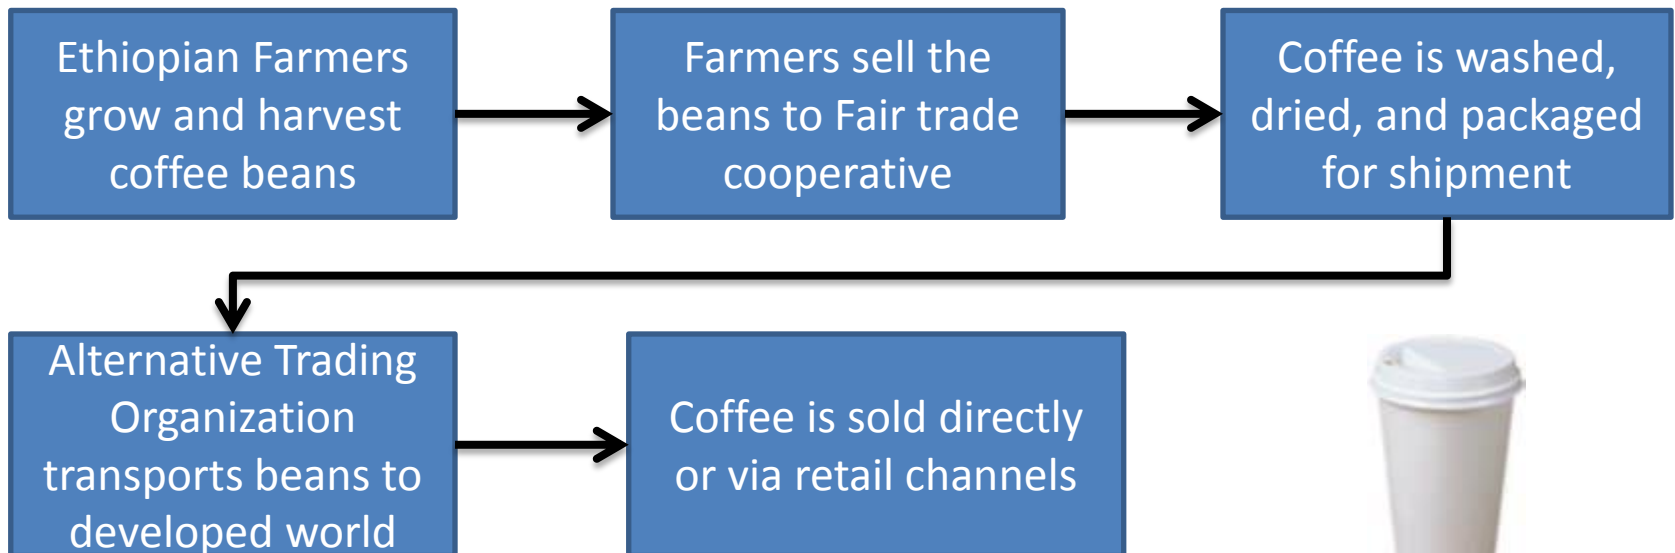 Ethiopian Farmers
grow and harvest
coffee beans
Farmers sell the
beans to Fair trade
cooperative
Coffee is washed,
dried, and packaged
for shipment
Alternative Trading
Organization
transports beans to
developed world
Coffee is sold directly
or via retail channels